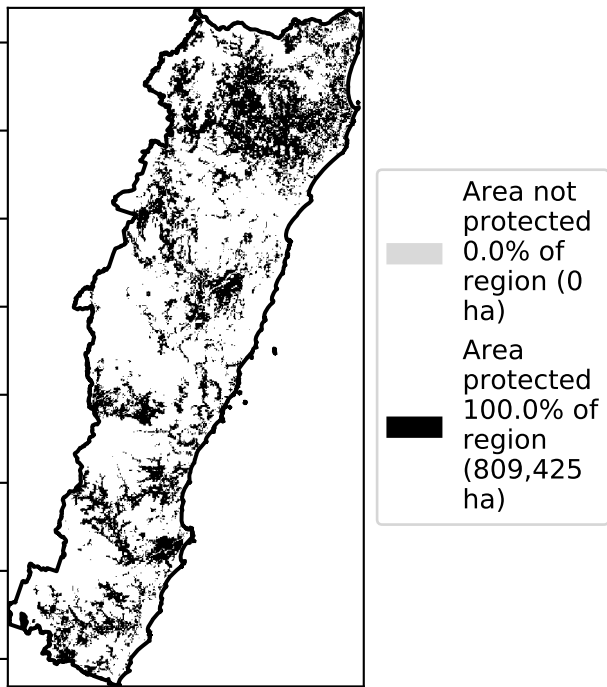 Area not
protected
0.0% of
region (0
ha)
Area
protected
100.0% of
region
(809,425
ha)